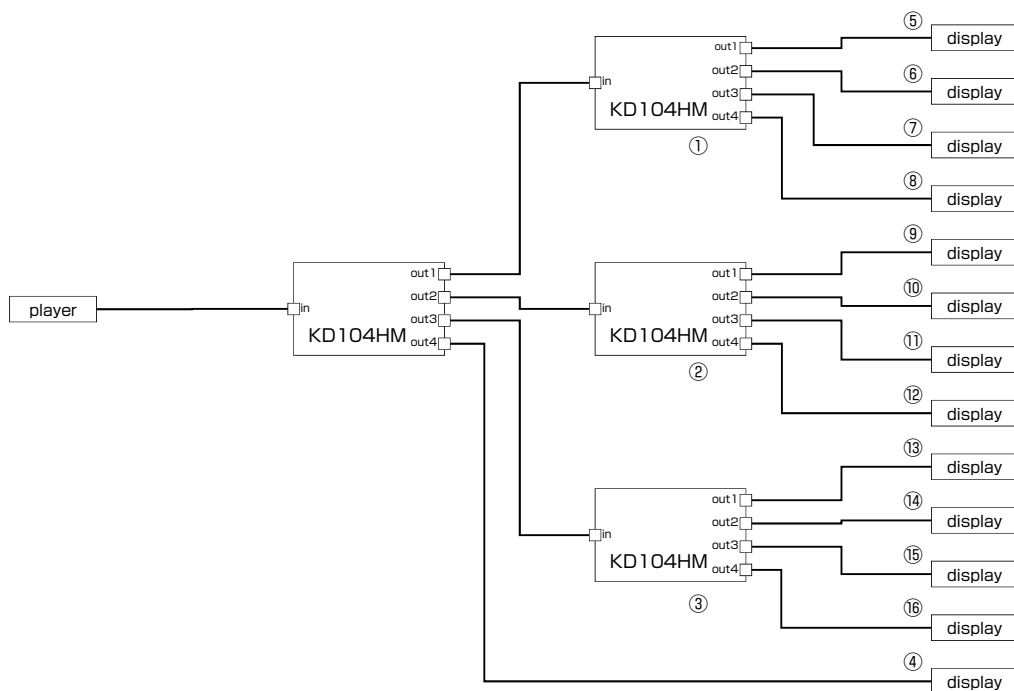 player
in
out1
out2
out3
out4
KD104HM
in
out1
out2
out3
out4
KD104HM
①
in
out1
out2
out3
out4
KD104HM
②
in
out1
out2
out3
out4
KD104HM
③
⑤
display
⑥
display
⑦
display
⑧
display
⑨
display
⑩
display
⑪
display
⑫
display
⑬
display
⑭
display
⑮
display
⑯
display
④
display